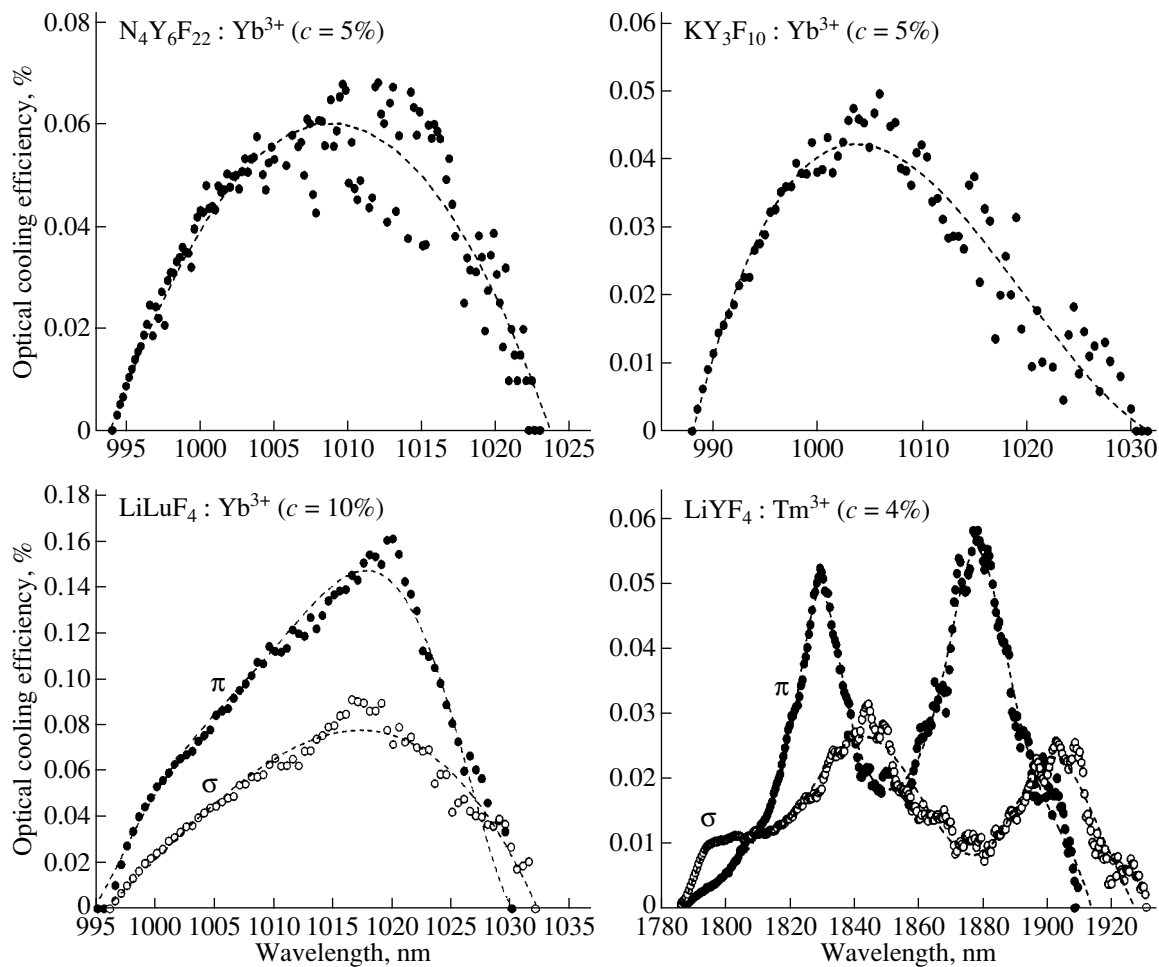 N₄Y₆F₂₂ : Yb³⁺ (c = 5%)
Optical cooling efficiency, %
0.08
0.06
0.04
0.02
0
995 1000 1005 1010 1015 1020 1025
KY₃F₁₀ : Yb³⁺ (c = 5%)
0.06
0.05
0.04
0.03
0.02
0.01
0
990 1000 1010 1020 1030
LiLuF₄ : Yb³⁺ (c = 10%)
Optical cooling efficiency, %
0.18
0.16
0.14
0.12
0.10
0.08
0.06
0.04
0.02
0
π
σ
995 1000 1005 1010 1015 1020 1025 1030 1035
Wavelength, nm
LiYF₄ : Tm³⁺ (c = 4%)
0.06
0.05
0.04
0.03
0.02
0.01
0
π
σ
1780 1800 1820 1840 1860 1880 1900 1920
Wavelength, nm